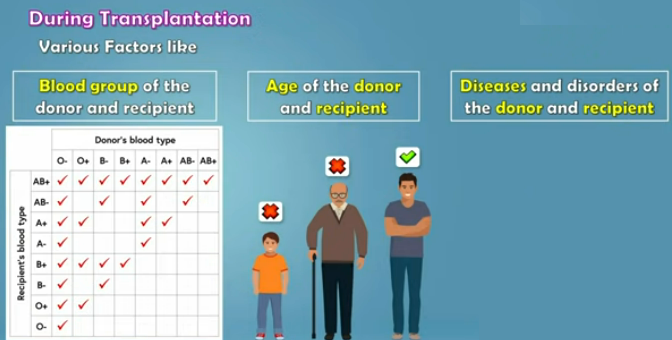 During Transplantation
Various Factors like
Blood group of the
donor and recipient
Age of the donor
and recipient
Diseases and disorders of
the donor and recipient
Donor's blood type
O- O+ B- B+ A- A+ AB- AB+
Recipient's blood type
AB+ ✓ ✓ ✓ ✓ ✓ ✓ ✓ ✓
AB- ✓ ✓ ✓ ✓
A+ ✓ ✓ ✓ ✓
A- ✓ ✓
B+ ✓ ✓ ✓ ✓
B- ✓ ✓
O+ ✓ ✓
O- ✓